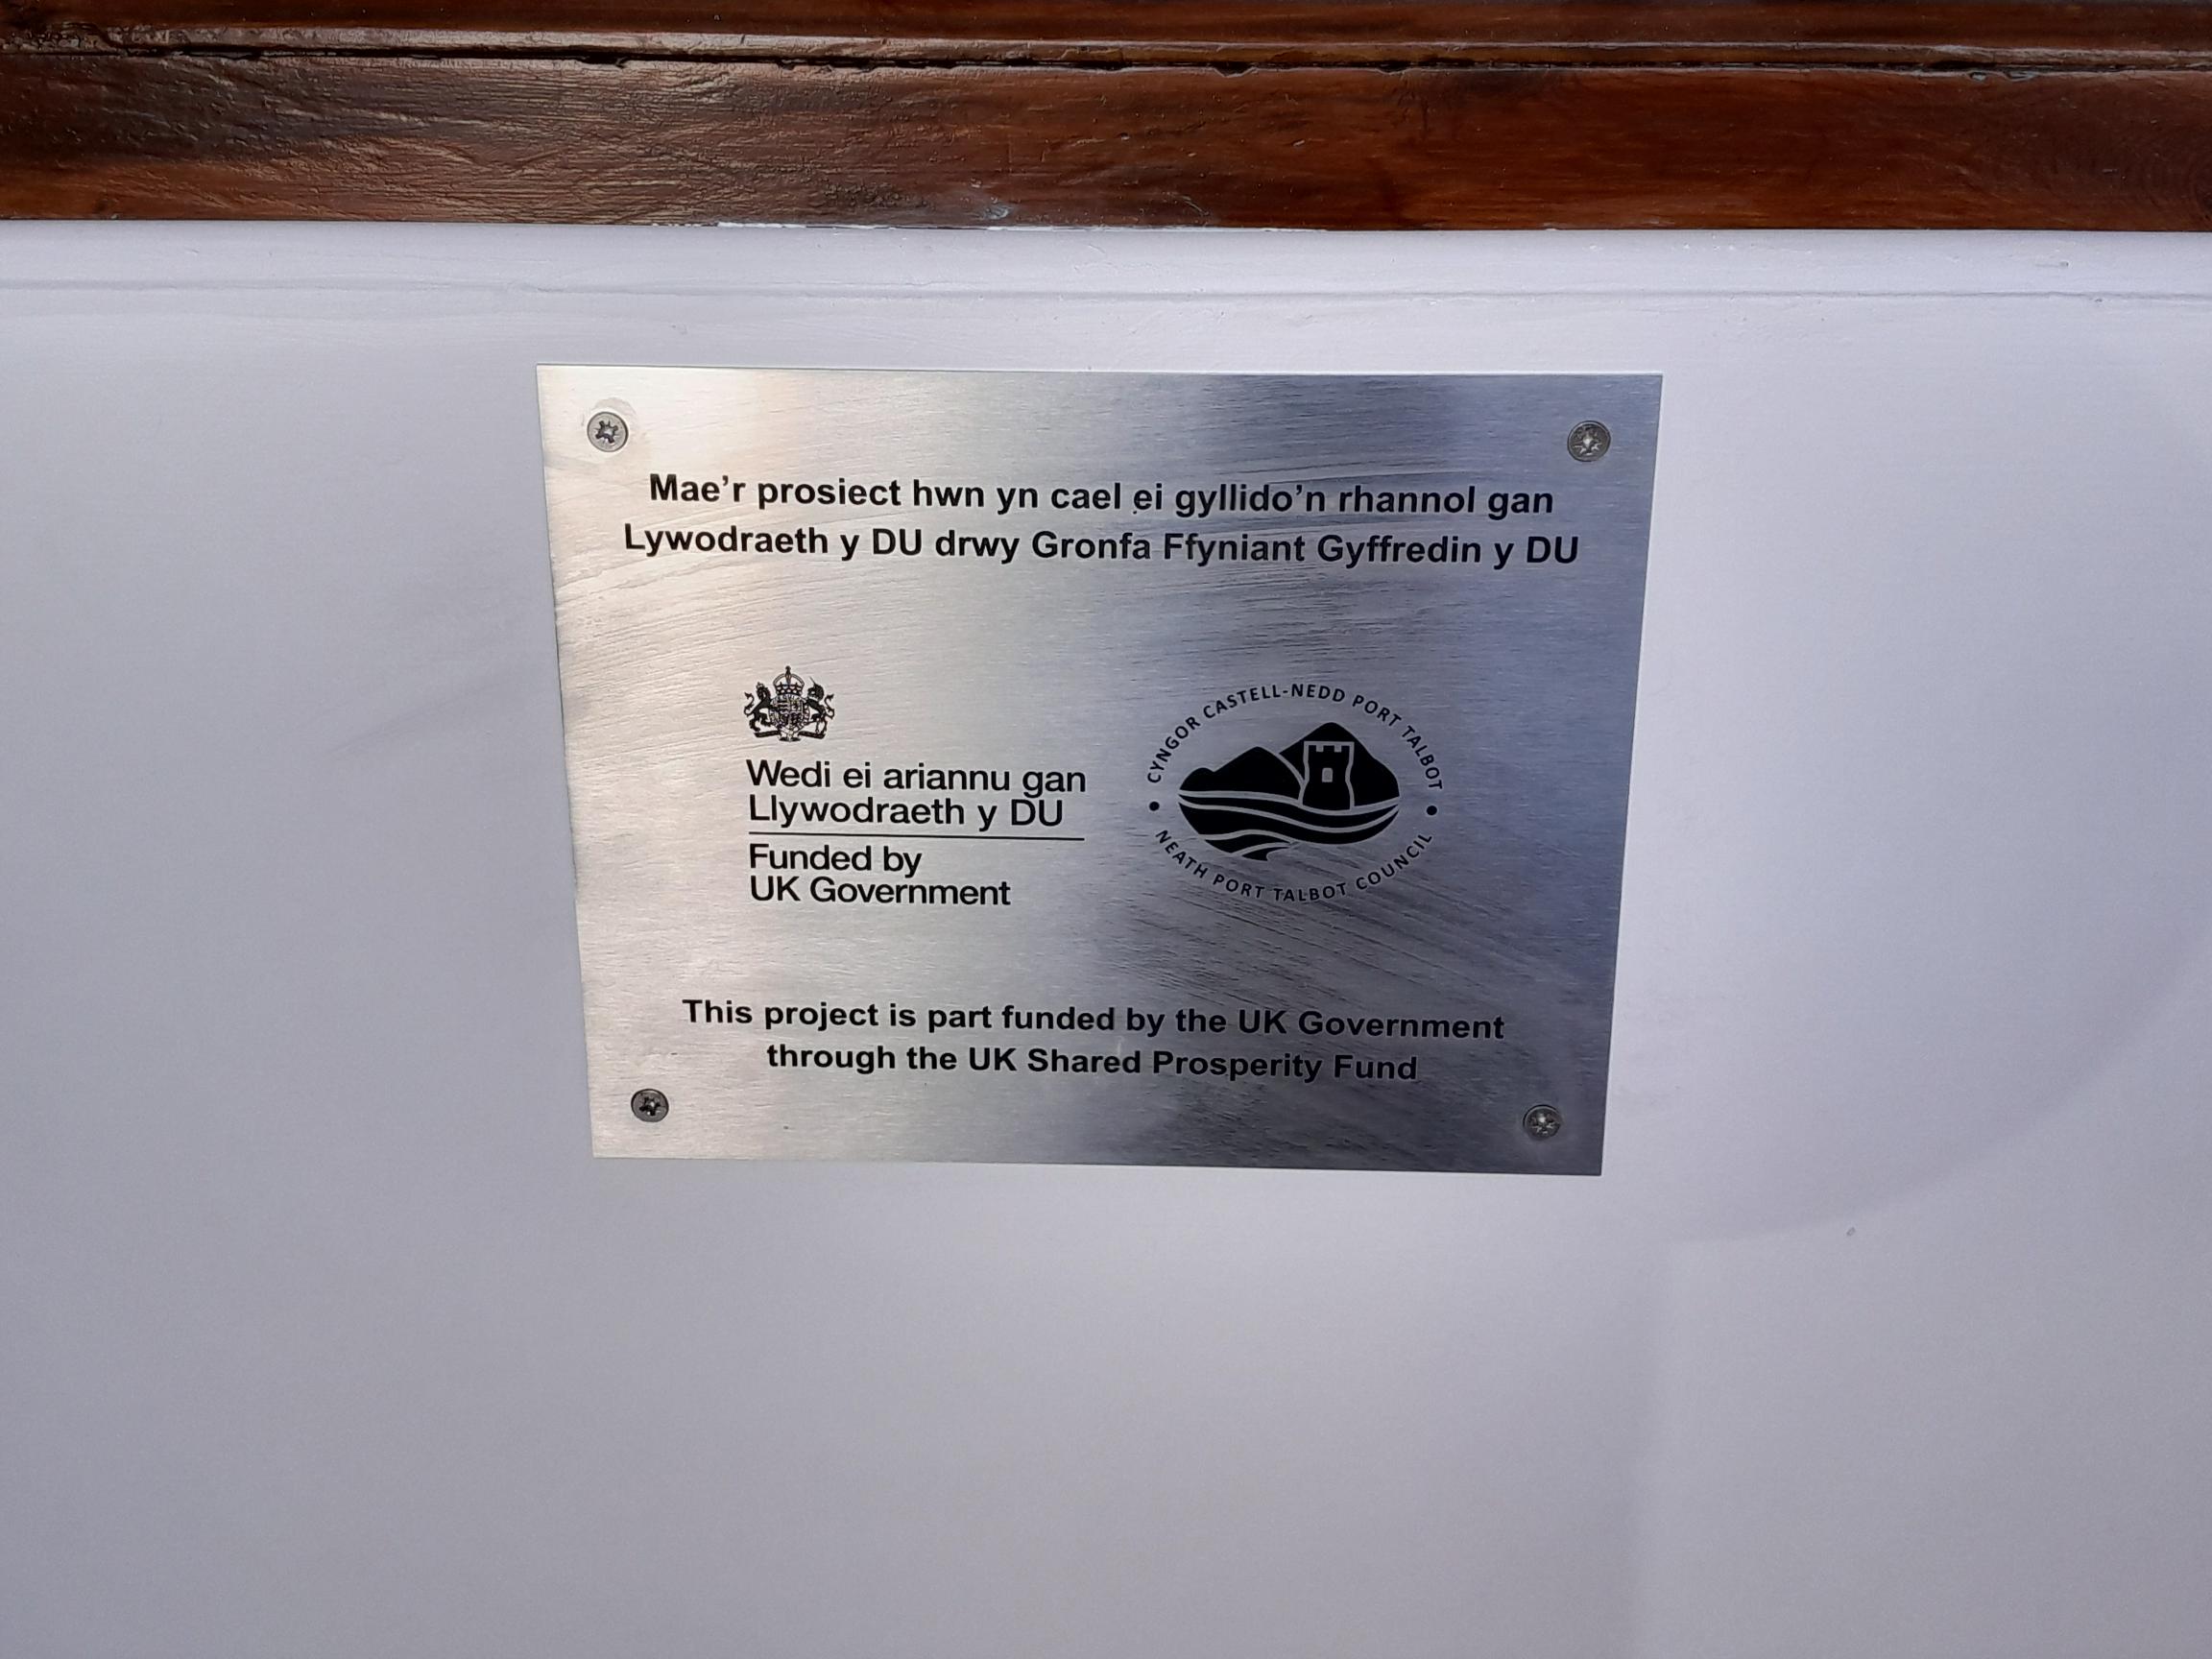 Mae'r prosiect hwn yn cael ei gyllido'n rhannol gan
Lywodraeth y DU drwy Gronfa Ffyniant Gyffredin y DU
Wedi ei ariannu gan
Llywodraeth y DU
Funded by
UK Government
CYNGOR CASTELL-NEDD PORT TALBOT
NEATH PORT TALBOT COUNCIL
This project is part funded by the UK Government
through the UK Shared Prosperity Fund